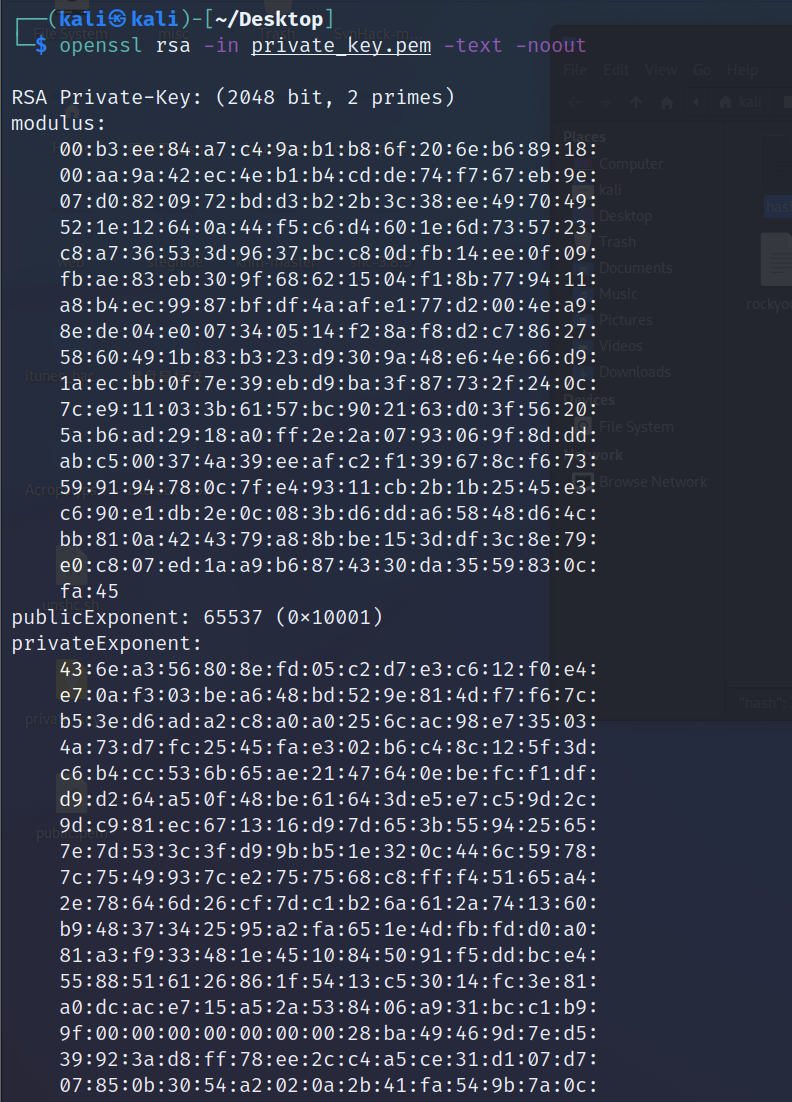 ┌──(kali㉿kali)-[~/Desktop]
└─$ openssl rsa -in private_key.pem -text -noout
File Edit View Go Help
RSA Private-Key: (2048 bit, 2 primes)
modulus:
00:b3:ee:84:a7:c4:9a:b1:b8:6f:20:6e:b6:89:18:
00:aa:9a:42:ec:4e:b1:b4:cd:de:74:f7:67:eb:9e:
07:d0:82:09:72:bd:d3:b2:2b:3c:38:ee:49:70:49:
52:1e:12:64:0a:44:f5:c6:d4:60:1e:6d:73:57:23:
c8:a7:36:53:3d:96:37:bc:c8:0d:fb:14:ee:0f:09:
fb:ae:83:eb:30:9f:68:62:15:04:f1:8b:77:94:11:
a8:b4:ec:99:87:bf:df:4a:af:e1:77:d2:00:4e:a9:
8e:de:04:e0:07:34:05:14:f2:8a:f8:d2:c7:86:27:
58:60:49:1b:83:b3:23:d9:30:9a:48:e6:4e:66:d9:
1a:ec:bb:0f:7e:39:eb:d9:ba:3f:87:73:2f:24:0c:
7c:e9:11:03:3b:61:57:bc:90:21:63:d0:3f:56:20:
5a:b6:ad:29:18:a0:ff:2e:2a:07:93:06:9f:8d:dd:
ab:c5:00:37:4a:39:ee:af:c2:f1:39:67:8c:f6:73:
59:91:94:78:0c:7f:e4:93:11:cb:2b:1b:25:45:e3:
c6:90:e1:db:2e:0c:08:3b:d6:dd:a6:58:48:d6:4c:
bb:81:0a:42:43:79:a8:8b:be:15:3d:df:3c:8e:79:
e0:c8:07:ed:1a:a9:b6:87:43:30:da:35:59:83:0c:
fa:45
publicExponent: 65537 (0×10001)
privateExponent:
43:6e:a3:56:80:8e:fd:05:c2:d7:e3:c6:12:f0:e4:
e7:0a:f3:03:be:a6:48:bd:52:9e:81:4d:f7:f6:7c:
b5:3e:d6:ad:a2:c8:a0:a0:25:6c:ac:98:e7:35:03:
4a:73:d7:fc:25:45:fa:e3:02:b6:c4:8c:12:5f:3d:
c6:b4:cc:53:6b:65:ae:21:47:64:0e:be:fc:f1:df:
d9:d2:64:a5:0f:48:be:61:64:3d:e5:e7:c5:9d:2c:
9d:c9:81:ec:67:13:16:d9:7d:65:3b:55:94:25:65:
7e:7d:53:3c:3f:d9:9b:b5:1e:32:0c:44:6c:59:78:
7c:75:49:93:7c:e2:75:75:68:c8:ff:f4:51:65:a4:
2e:78:64:6d:26:cf:7d:c1:b2:6a:61:2a:74:13:60:
b9:48:37:34:25:95:a2:fa:65:1e:4d:fb:fd:d0:a0:
81:a3:f9:33:48:1e:45:10:84:50:91:f5:dd:bc:e4:
55:88:51:61:26:86:1f:54:13:c5:30:14:fc:3e:81:
a0:dc:ac:e7:15:a5:2a:53:84:06:a9:31:bc:c1:b9:
9f:00:00:00:00:00:00:00:28:ba:49:46:9d:7e:d5:
39:92:3a:d8:ff:78:ee:2c:c4:a5:ce:31:d1:07:d7:
07:85:0b:30:54:a2:02:0a:2b:41:fa:54:9b:7a:0c:
kali
Places
Computer
kali
Desktop
Trash
Documents
Music
Pictures
Videos
Downloads
Devices
File System
Network
Browse Network
"hash"